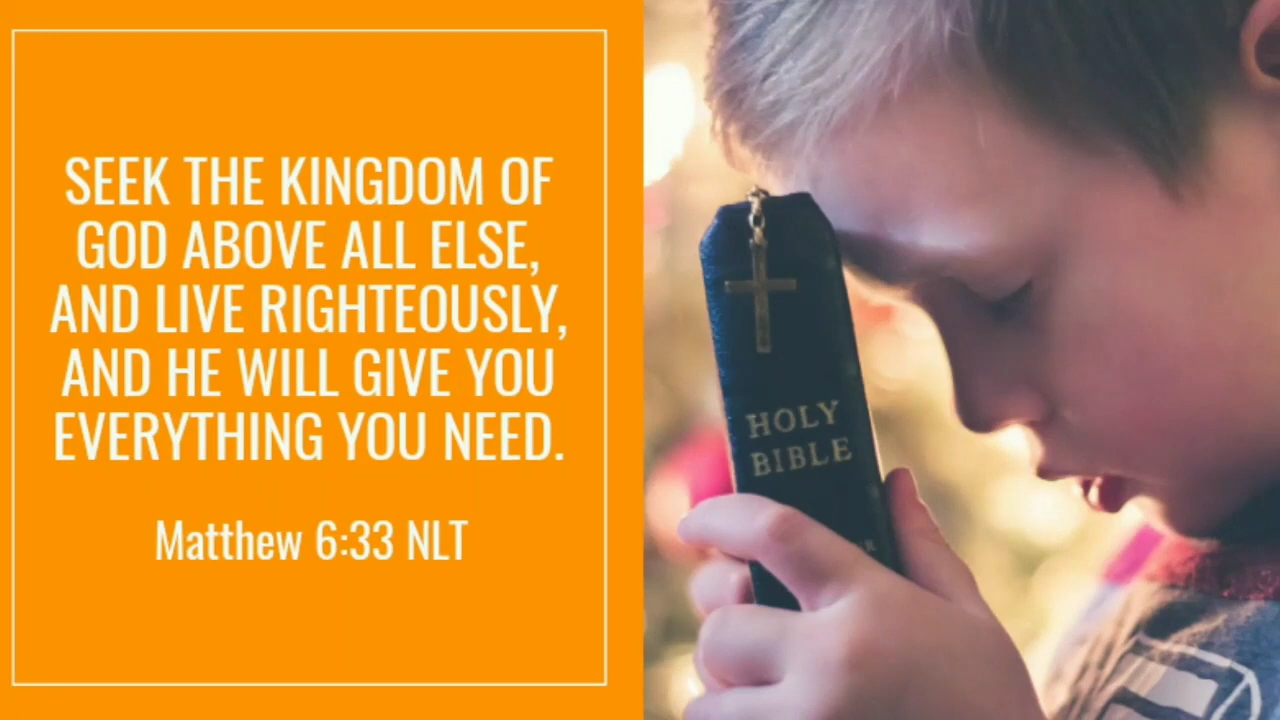 SEEK THE KINGDOM OF
GOD ABOVE ALL ELSE,
AND LIVE RIGHTEOUSLY,
AND HE WILL GIVE YOU
EVERYTHING YOU NEED.
Matthew 6:33 NLT
HOLY
BIBLE